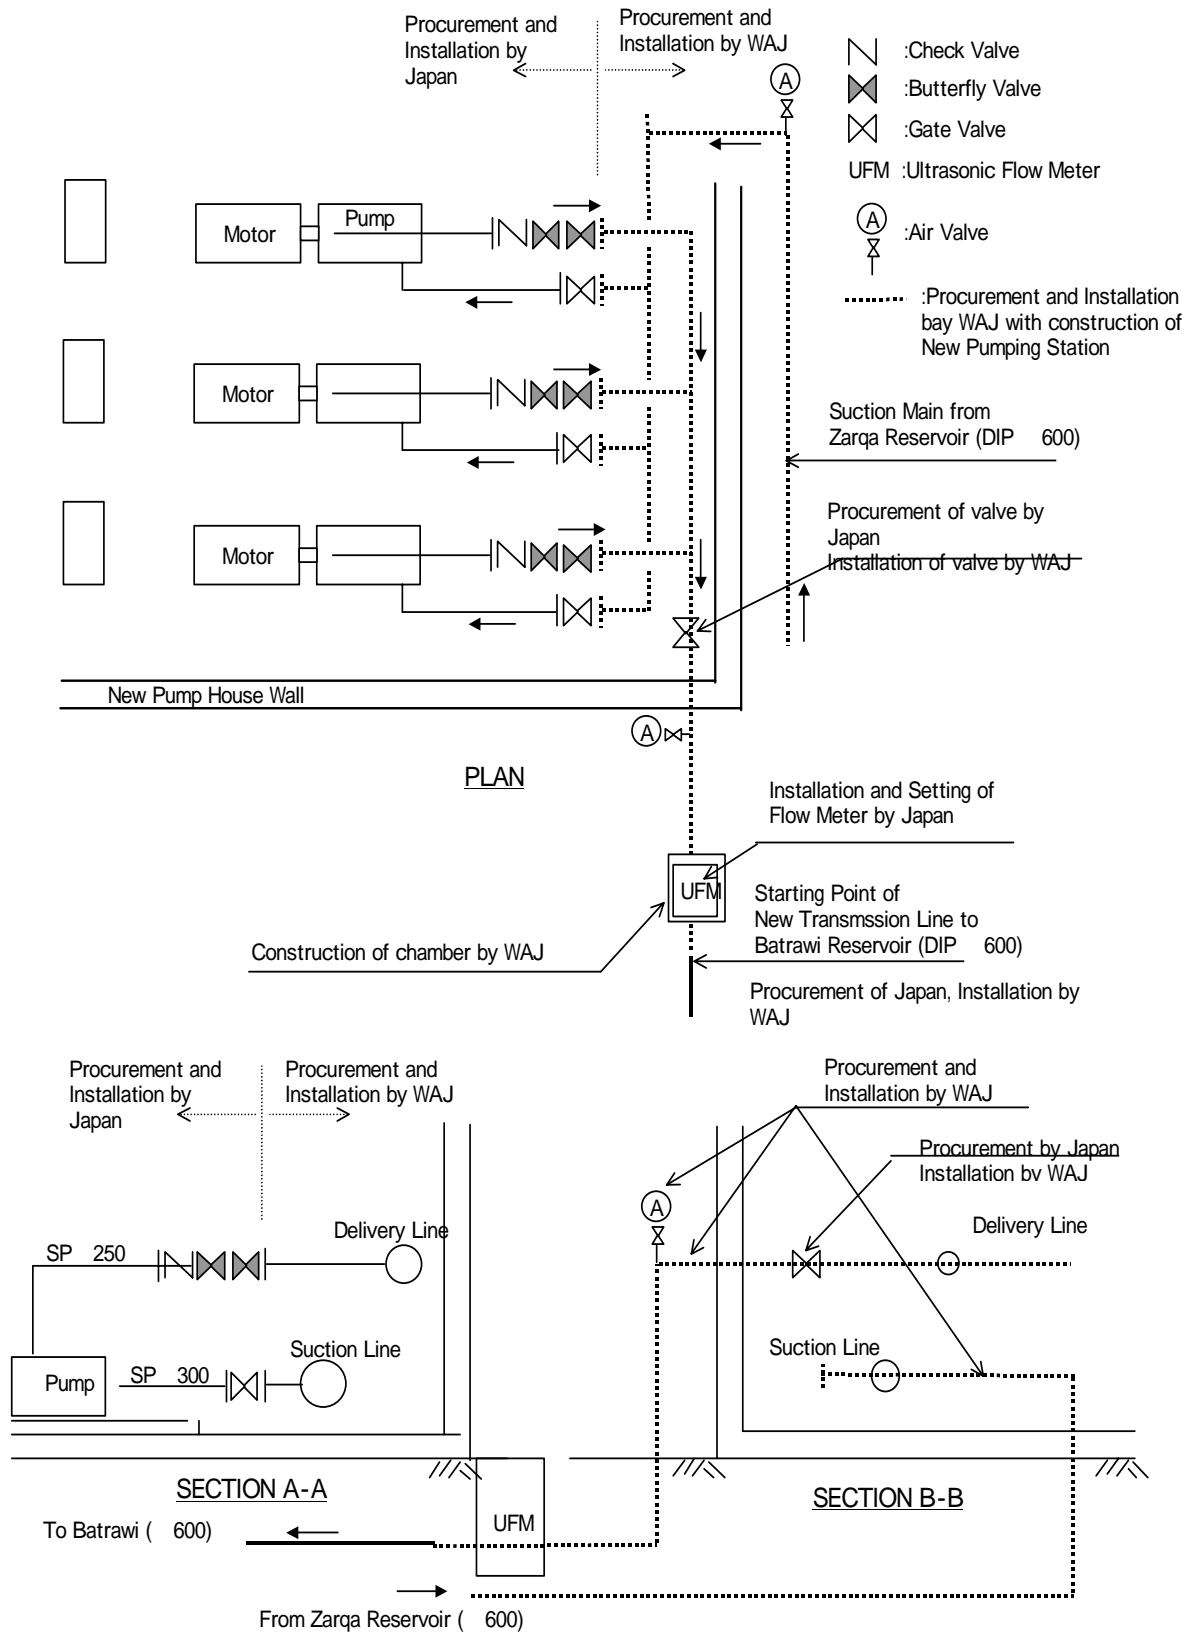 Procurement and
Installation by
Japan
Procurement and
Installation by WAJ
A
:Check Valve
:Butterfly Valve
:Gate Valve
UFM :Ultrasonic Flow Meter
A
:Air Valve
:Procurement and Installation
bay WAJ with construction of
New Pumping Station
Motor
Pump
Motor
Motor
Suction Main from
Zarqa Reservoir (DIP 600)
Procurement of valve by
Japan
Installation of valve by WAJ
New Pump House Wall
A
PLAN
Installation and Setting of
Flow Meter by Japan
UFM
Starting Point of
New Transmssion Line to
Batrawi Reservoir (DIP 600)
Construction of chamber by WAJ
Procurement of Japan, Installation by
WAJ
Procurement and
Installation by
Japan
Procurement and
Installation by WAJ
Procurement and
Installation by WAJ
Procurement by Japan
Installation by WAJ
A
Delivery Line
Delivery Line
SP 250
Suction Line
Suction Line
Pump
SP 300
SECTION A-A
SECTION B-B
UFM
To Batrawi ( 600)
From Zarqa Reservoir ( 600)